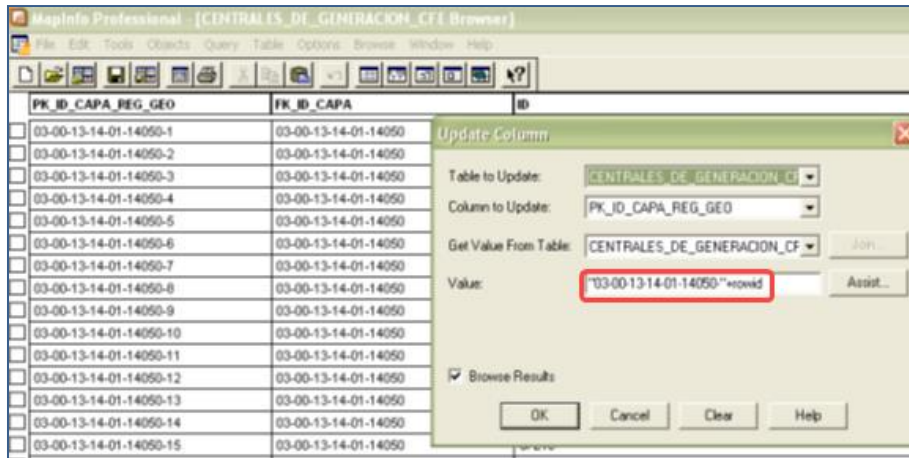 MapInfo Professional - [CENTRALES_DE_GENERACION_CFE Browser]
File Edit Tools Objects Query Table Options Browse Window Help
PK_ID_CAPA_REG_GEO FK_ID_CAPA ID
03-00-13-14-01-14050-1 03-00-13-14-01-14050
03-00-13-14-01-14050-2 03-00-13-14-01-14050
03-00-13-14-01-14050-3 03-00-13-14-01-14050
03-00-13-14-01-14050-4 03-00-13-14-01-14050
03-00-13-14-01-14050-5 03-00-13-14-01-14050
03-00-13-14-01-14050-6 03-00-13-14-01-14050
03-00-13-14-01-14050-7 03-00-13-14-01-14050
03-00-13-14-01-14050-8 03-00-13-14-01-14050
03-00-13-14-01-14050-9 03-00-13-14-01-14050
03-00-13-14-01-14050-10 03-00-13-14-01-14050
03-00-13-14-01-14050-11 03-00-13-14-01-14050
03-00-13-14-01-14050-12 03-00-13-14-01-14050
03-00-13-14-01-14050-13 03-00-13-14-01-14050
03-00-13-14-01-14050-14 03-00-13-14-01-14050
03-00-13-14-01-14050-15 03-00-13-14-01-14050
Update Column
Table to Update: CENTRALES_DE_GENERACION_CF
Column to Update: PK_ID_CAPA_REG_GEO
Get Value From Table: CENTRALES_DE_GENERACION_CF Join...
Value: "03-00-13-14-01-14050-"+rowid Assist...
Browse Results
OK Cancel Clear Help